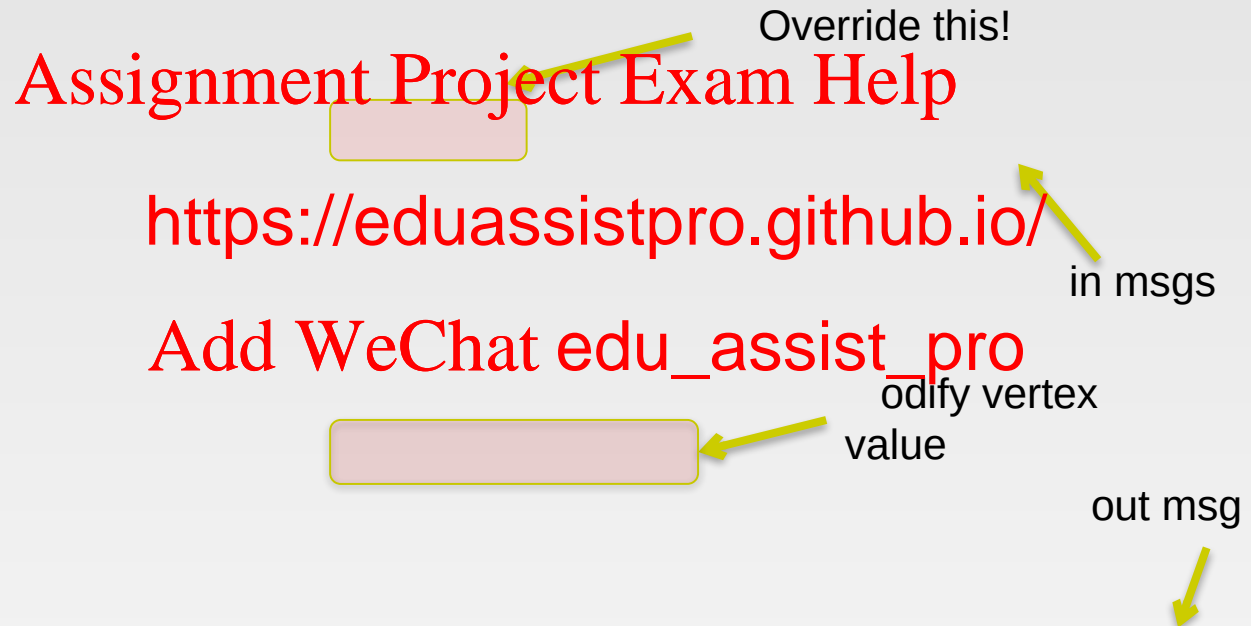 Override this!
Assignment Project Exam Help
https://eduassistpro.github.io/
in msgs
Add WeChat edu_assist_pro
odify vertex
value
out msg